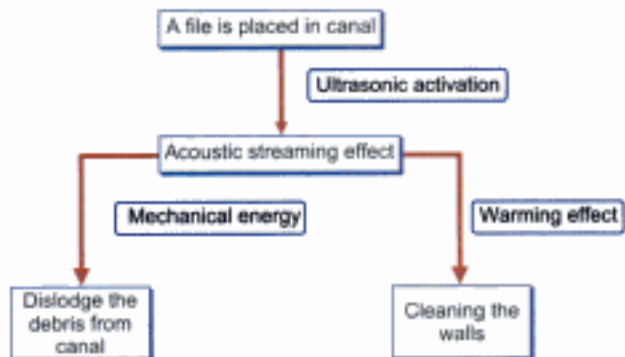 A file is placed in canal
Ultrasonic activation
Acoustic streaming effect
Mechanical energy
Warming effect
Dislodge the
debris from
canal
Cleaning the
walls